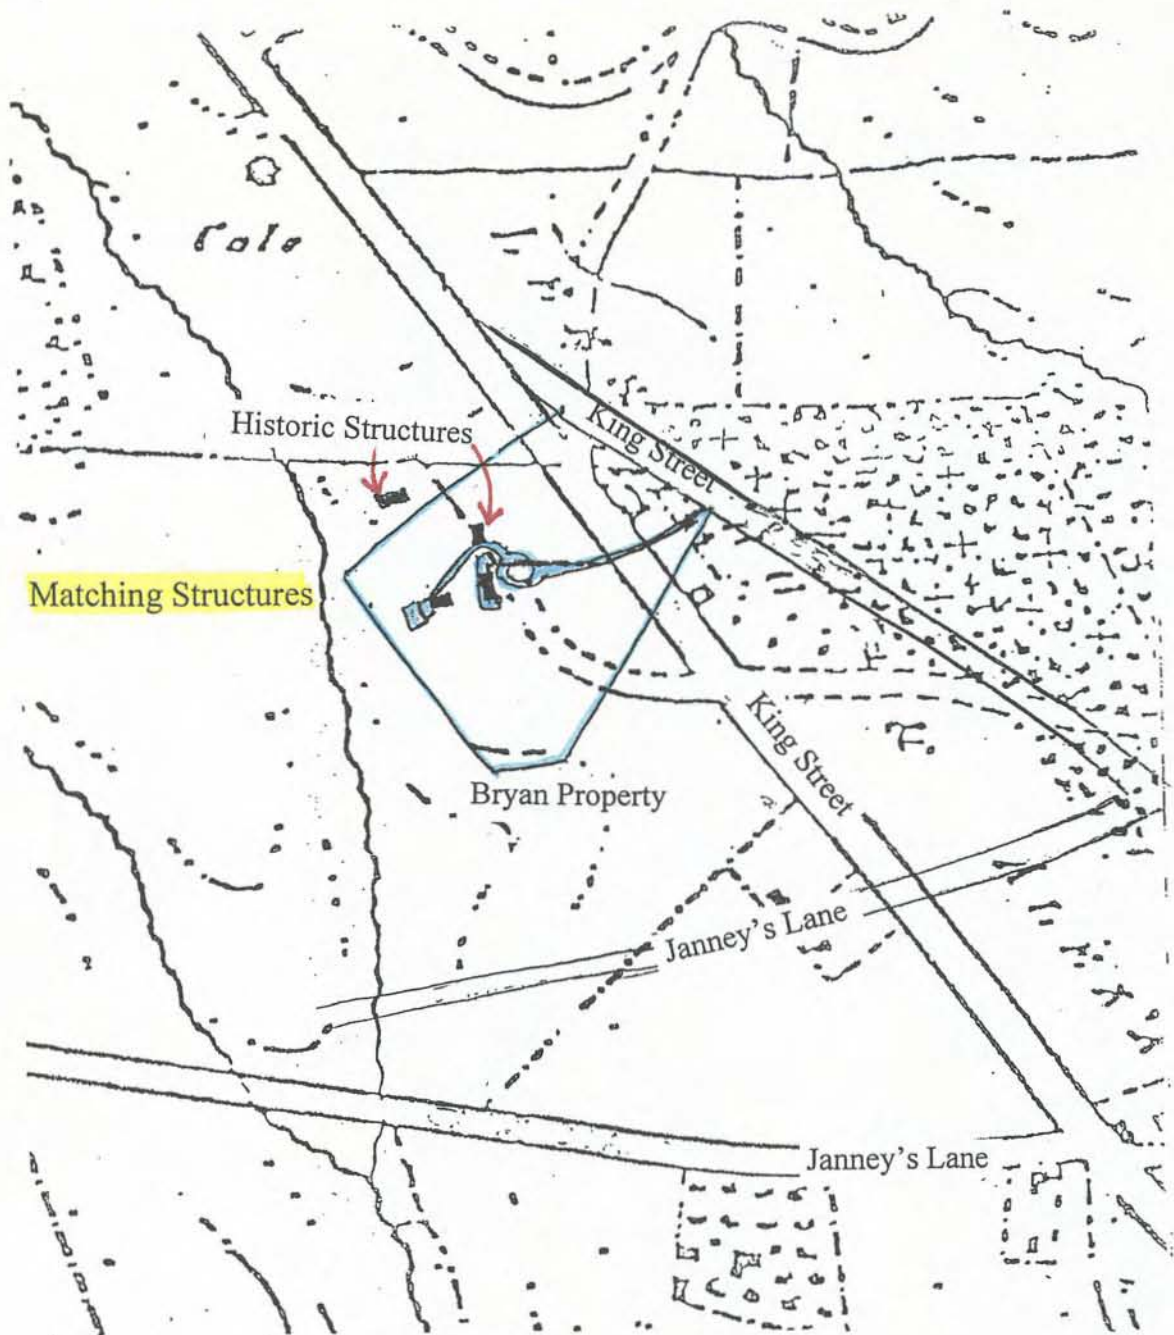 Cole
Historic Structures
King Street
Matching Structures
King Street
Bryan Property
Janney's Lane
Janney's Lane